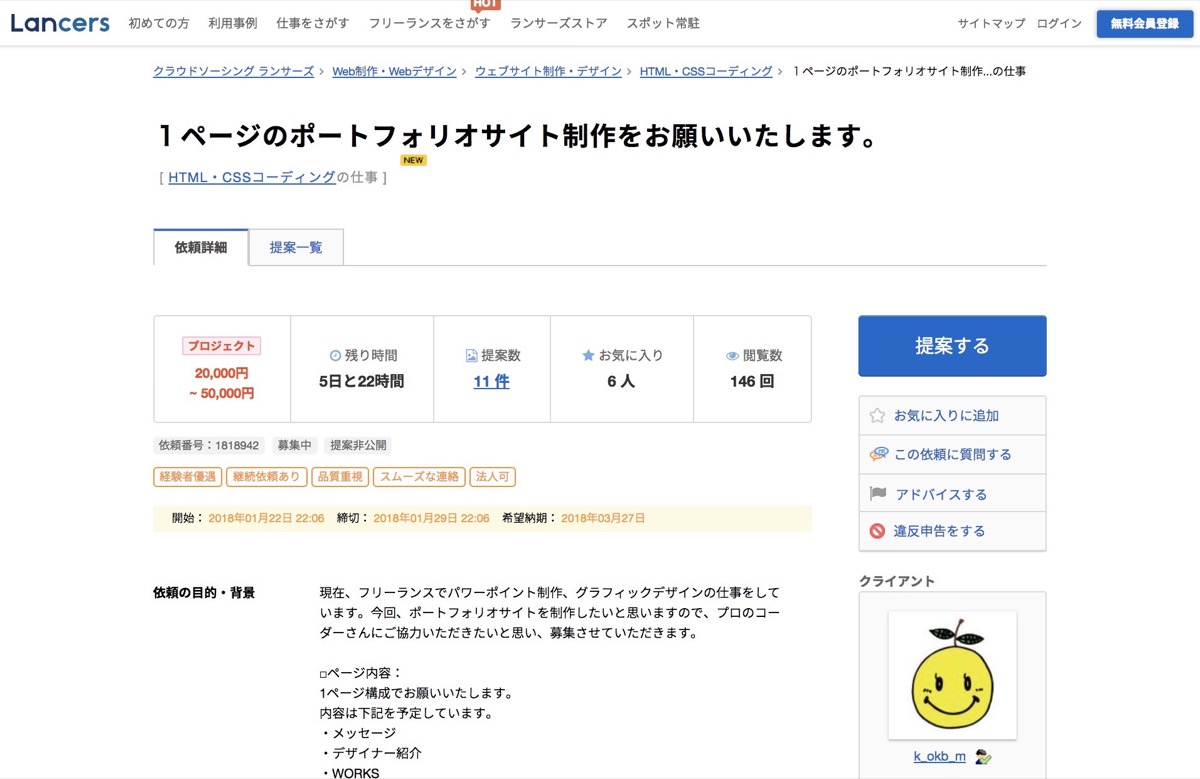 HOT
Lancers 初めての方 利用事例 仕事をさがす フリーランスをさがす ランサーズストア スポット常駐 サイトマップ ログイン 無料会員登録
クラウドソーシング ランサーズ › Web制作・Webデザイン › ウェブサイト制作・デザイン › HTML・CSSコーディング › 1ページのポートフォリオサイト制作...の仕事
1ページのポートフォリオサイト制作をお願いいたします。
NEW
[ HTML・CSSコーディングの仕事 ]
依頼詳細 提案一覧
プロジェクト
20,000円
~ 50,000円
残り時間
5日と22時間
提案数
11 件
お気に入り
6 人
閲覧数
146 回
提案する
依頼番号：1818942 募集中 提案非公開
経験者優遇 継続依頼あり 品質重視 スムーズな連絡 法人可
開始： 2018年01月22日 22:06 締切： 2018年01月29日 22:06 希望納期： 2018年03月27日
お気に入りに追加
この依頼に質問する
アドバイスする
違反申告をする
依頼の目的・背景
現在、フリーランスでパワーポイント制作、グラフィックデザインの仕事をして
います。今回、ポートフォリオサイトを制作したいと思いますので、プロのコー
ダーさんにご協力いただきたいと思い、募集させていただきます。
□ページ内容：
1ページ構成でお願いいたします。
内容は下記を予定しています。
・メッセージ
・デザイナー紹介
・WORKS
クライアント
k_okb_m